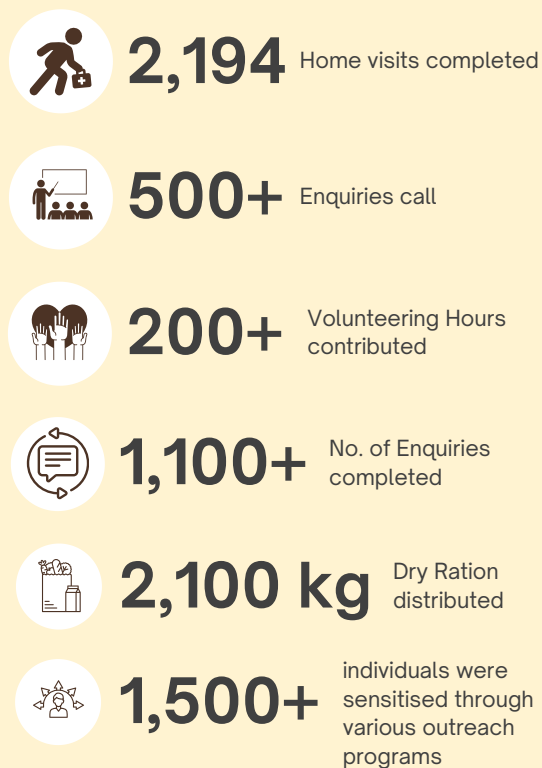 2,194 Home visits completed
500+ Enquiries call
200+ Volunteering Hours
contributed
1,100+ No. of Enquiries
completed
2,100 kg Dry Ration
distributed
1,500+ individuals were
sensitised through
various outreach
programs